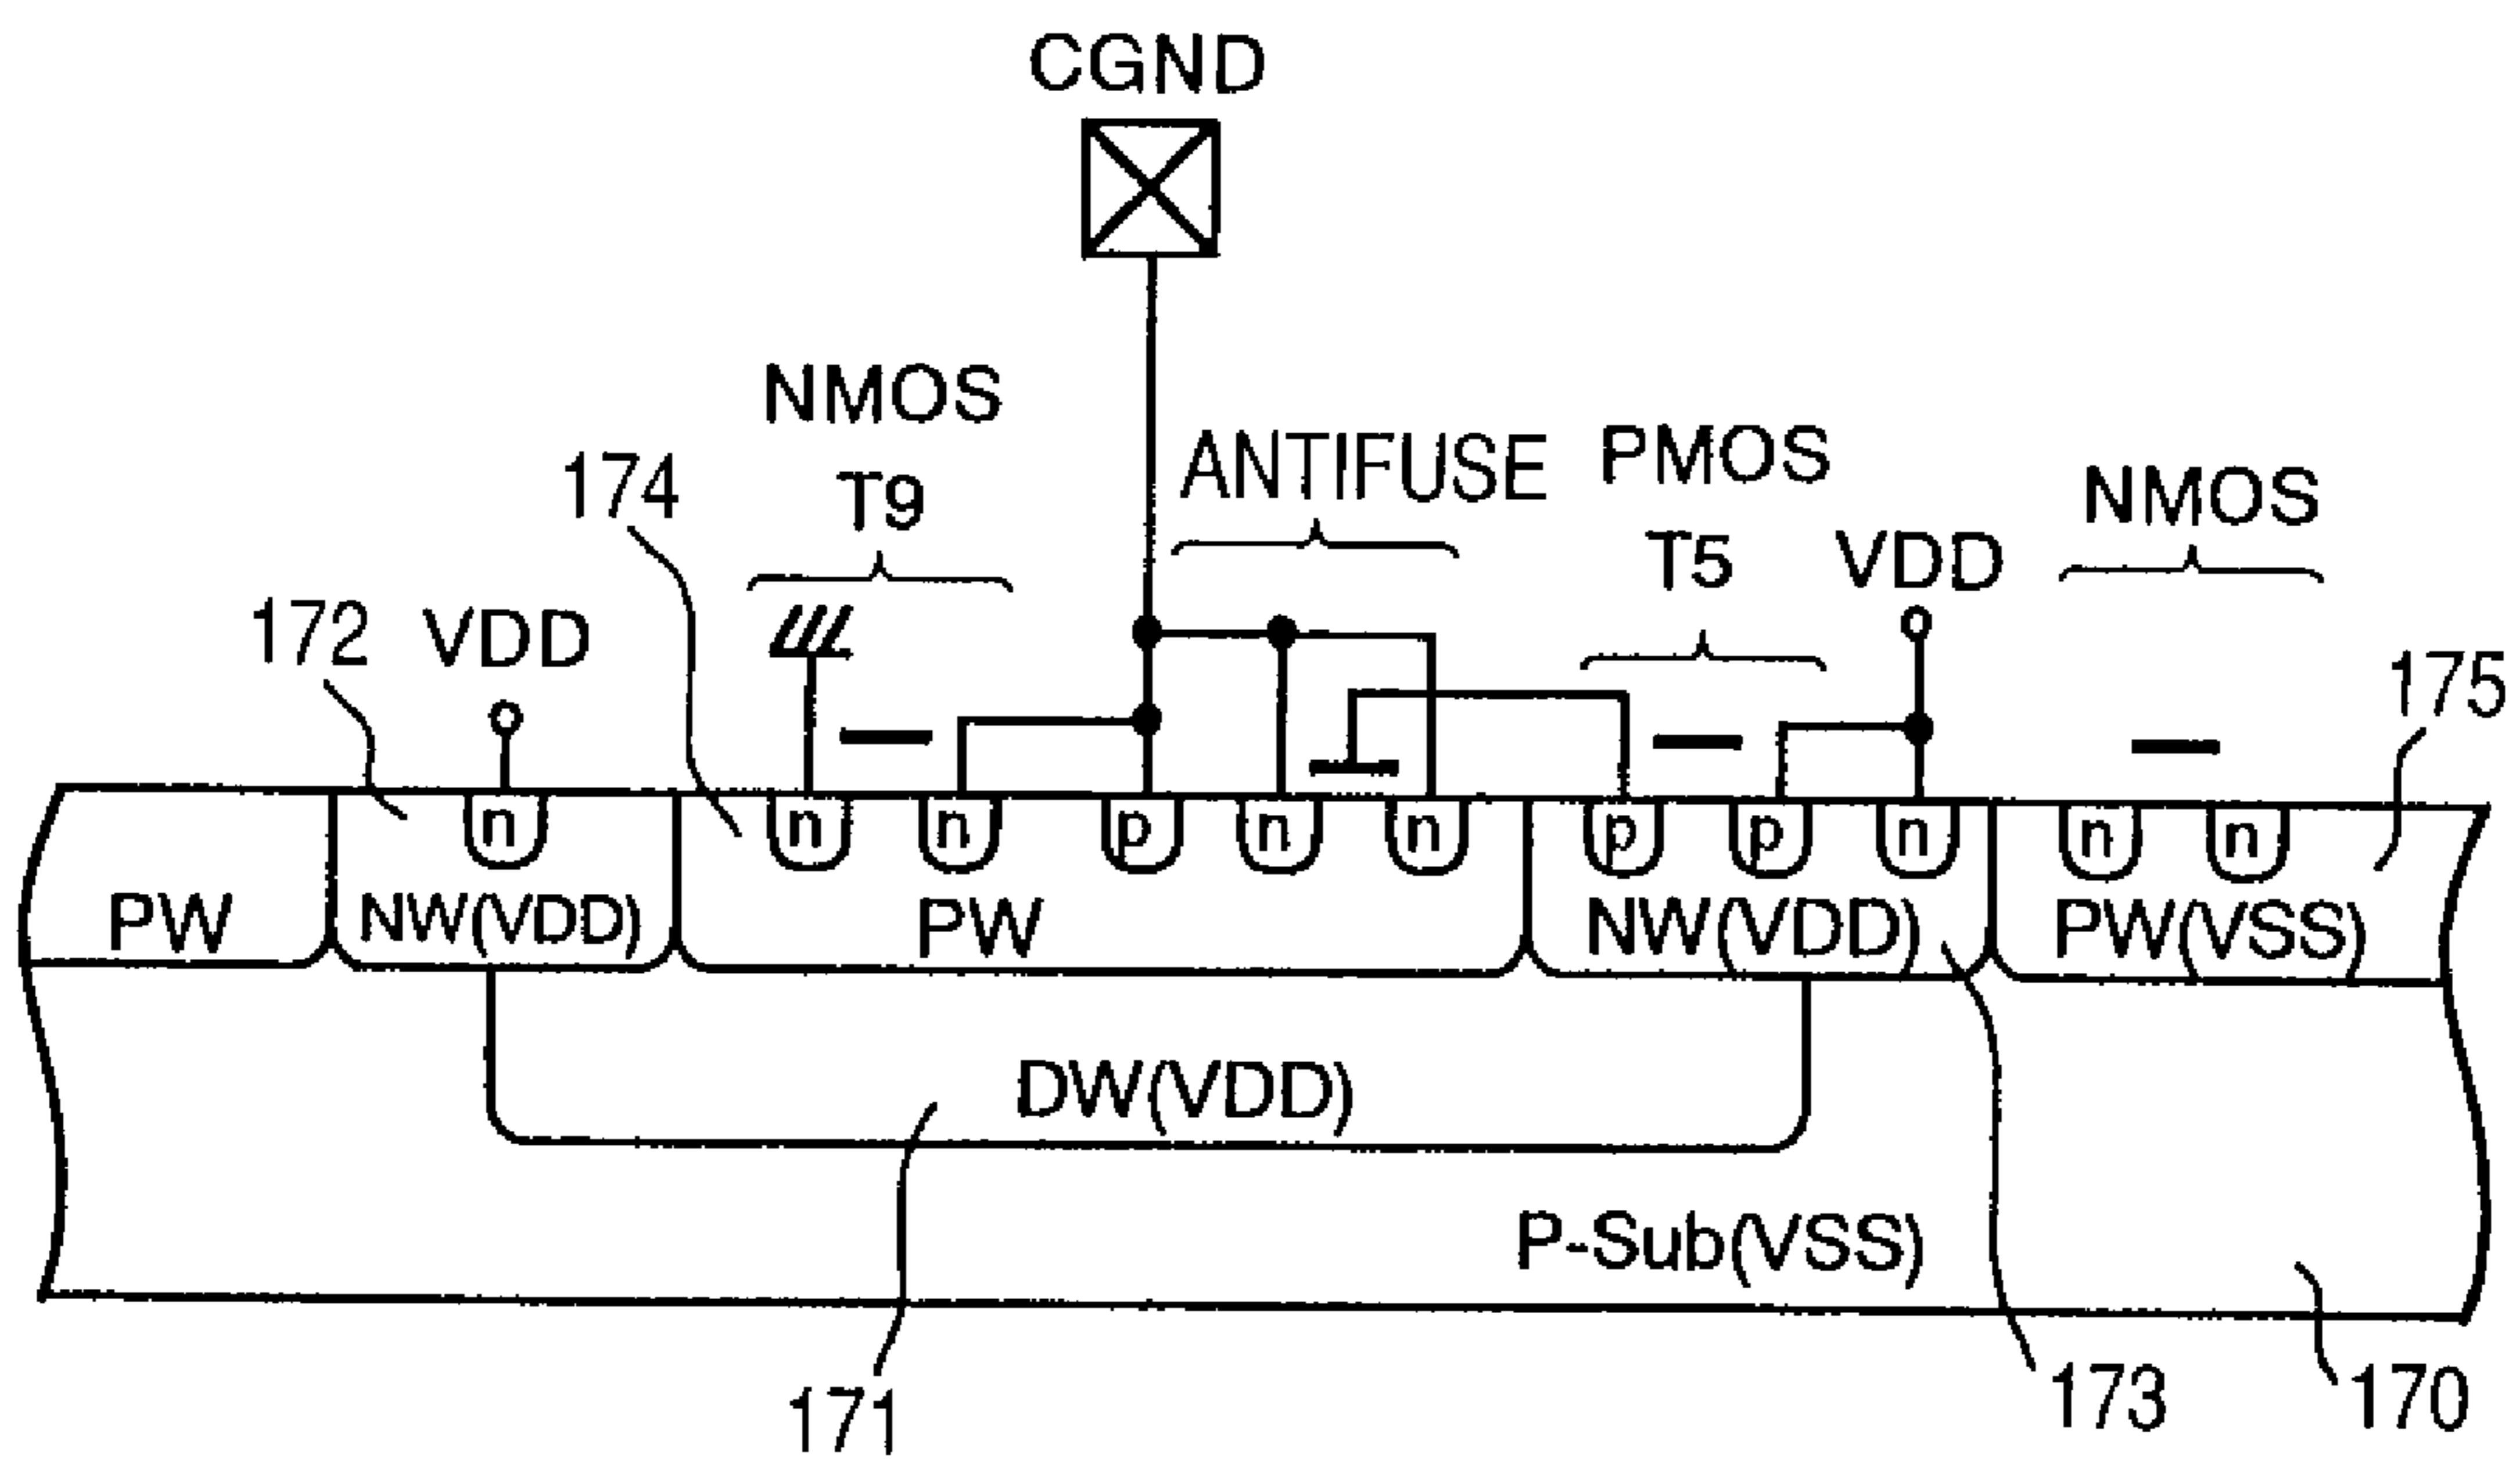 CGND
NMOS
T9
ANTIFUSE
PMOS
T5
NMOS
174
172
VDD
VDD
175
n
n
n
p
n
n
p
p
n
n
n
PW
NW(VDD)
PW
NW(VDD)
PW(VSS)
DW(VDD)
P-Sub(VSS)
171
173
170